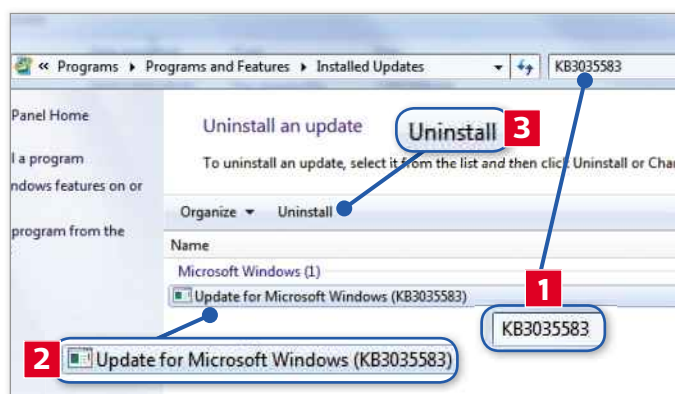 « Programs ▸ Programs and Features ▸ Installed Updates
KB3035583
Panel Home
l a program
ndows features on or
program from the
Uninstall an update
Uninstall 3
To uninstall an update, select it from the list and then click Uninstall or Chan
Organize Uninstall
Name
Microsoft Windows (1)
Update for Microsoft Windows (KB3035583)
1
KB3035583
2 Update for Microsoft Windows (KB3035583)